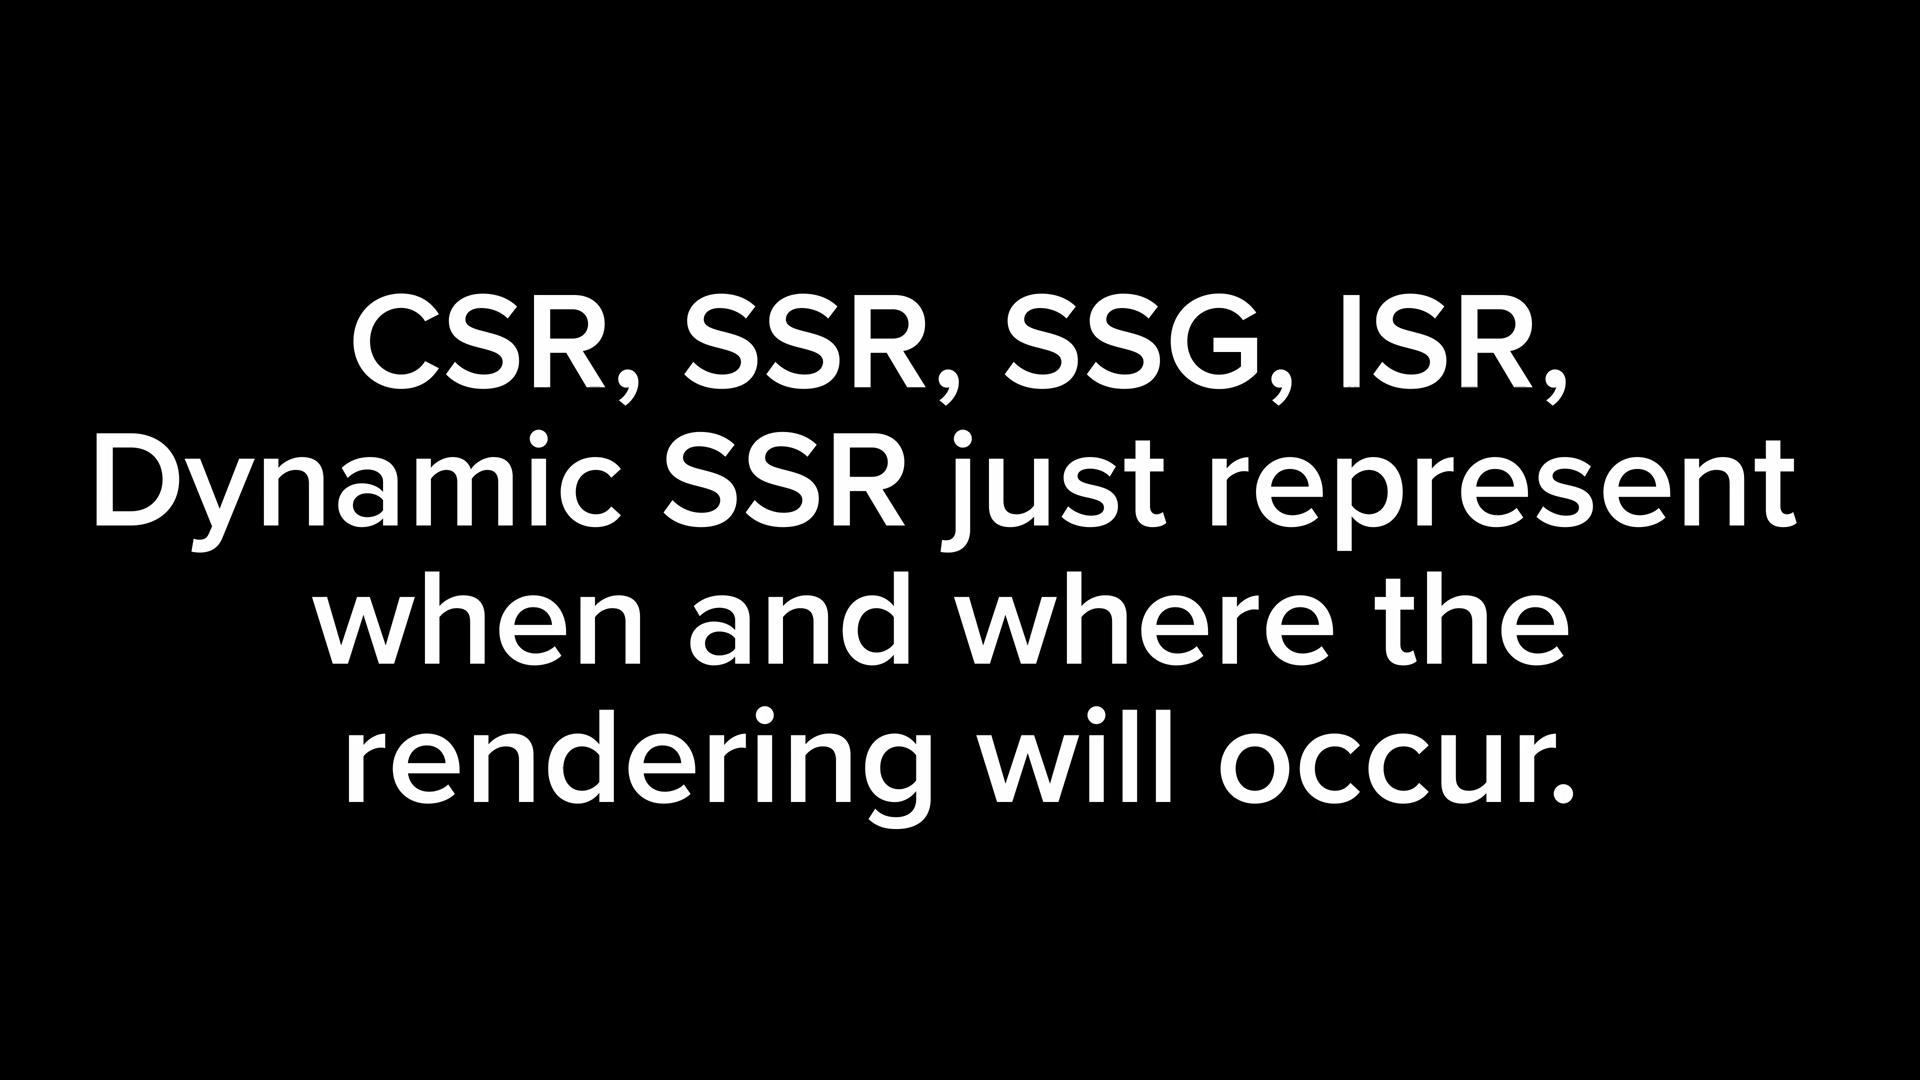 CSR, SSR, SSG, ISR,
Dynamic SSR just represent
when and where the
rendering will occur.